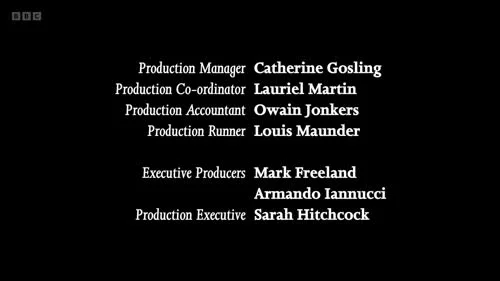 BBC
Production Manager Catherine Gosling
Production Co-ordinator Lauriel Martin
Production Accountant Owain Jonkers
Production Runner Louis Maunder
Executive Producers Mark Freeland
Armando Iannucci
Production Executive Sarah Hitchcock